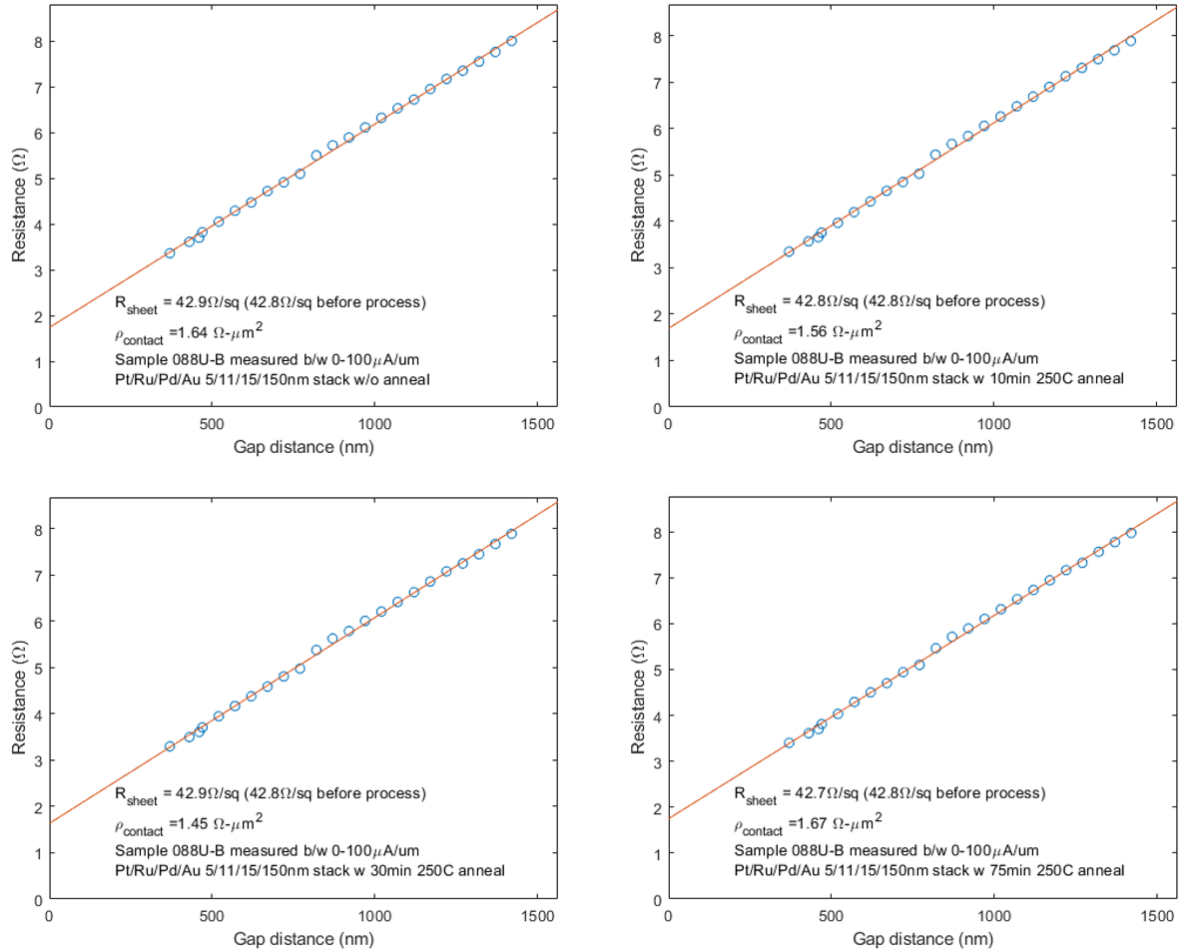 8
7
6
5
4
3
2
1
0
Resistance (Ω)
R_sheet = 42.9Ω/sq (42.8Ω/sq before process)
ρ_contact =1.64 Ω-μm²
Sample 088U-B measured b/w 0-100μA/um
Pt/Ru/Pd/Au 5/11/15/150nm stack w/o anneal
0 500 1000 1500
Gap distance (nm)
8
7
6
5
4
3
2
1
0
Resistance (Ω)
R_sheet = 42.8Ω/sq (42.8Ω/sq before process)
ρ_contact =1.56 Ω-μm²
Sample 088U-B measured b/w 0-100μA/um
Pt/Ru/Pd/Au 5/11/15/150nm stack w 10min 250C anneal
0 500 1000 1500
Gap distance (nm)
8
7
6
5
4
3
2
1
0
Resistance (Ω)
R_sheet = 42.9Ω/sq (42.8Ω/sq before process)
ρ_contact =1.45 Ω-μm²
Sample 088U-B measured b/w 0-100μA/um
Pt/Ru/Pd/Au 5/11/15/150nm stack w 30min 250C anneal
0 500 1000 1500
Gap distance (nm)
8
7
6
5
4
3
2
1
0
Resistance (Ω)
R_sheet = 42.7Ω/sq (42.8Ω/sq before process)
ρ_contact =1.67 Ω-μm²
Sample 088U-B measured b/w 0-100μA/um
Pt/Ru/Pd/Au 5/11/15/150nm stack w 75min 250C anneal
0 500 1000 1500
Gap distance (nm)